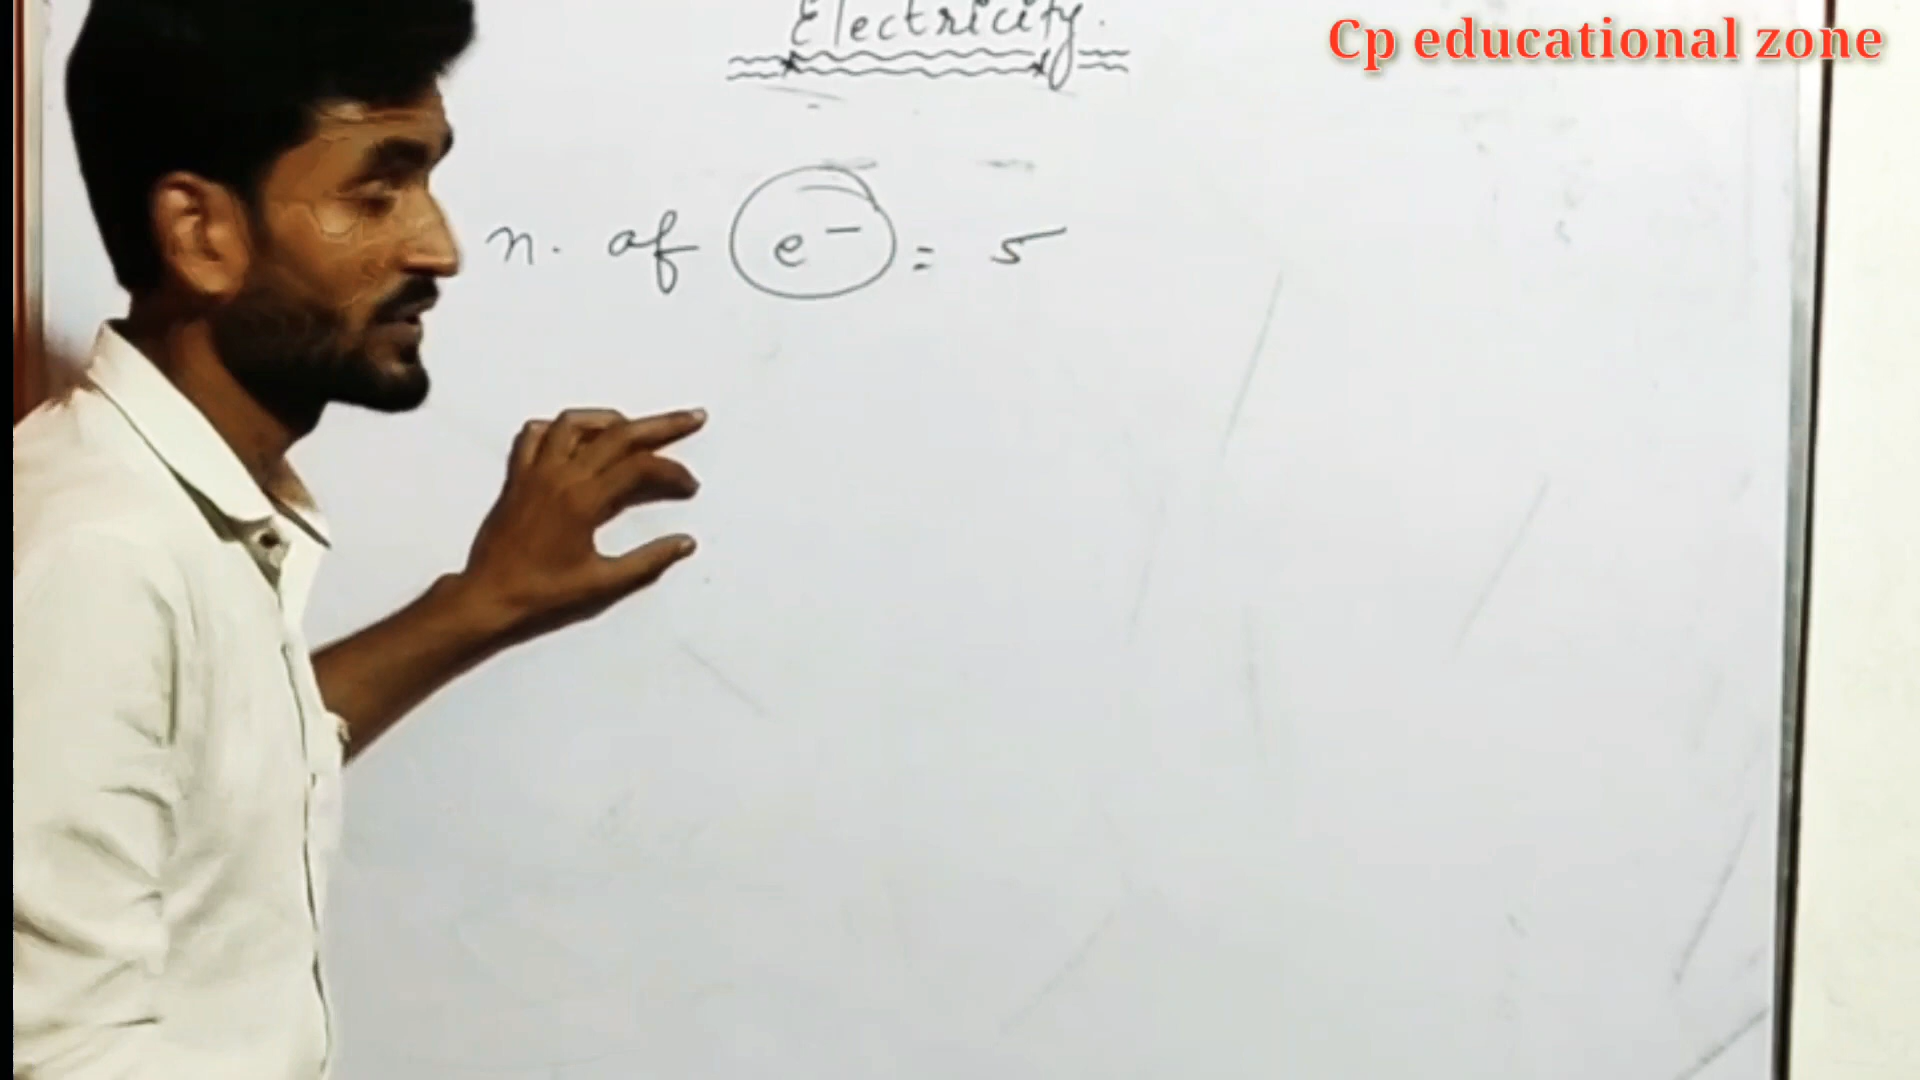 Electricity.
Cp educational zone
n. of e- = 5